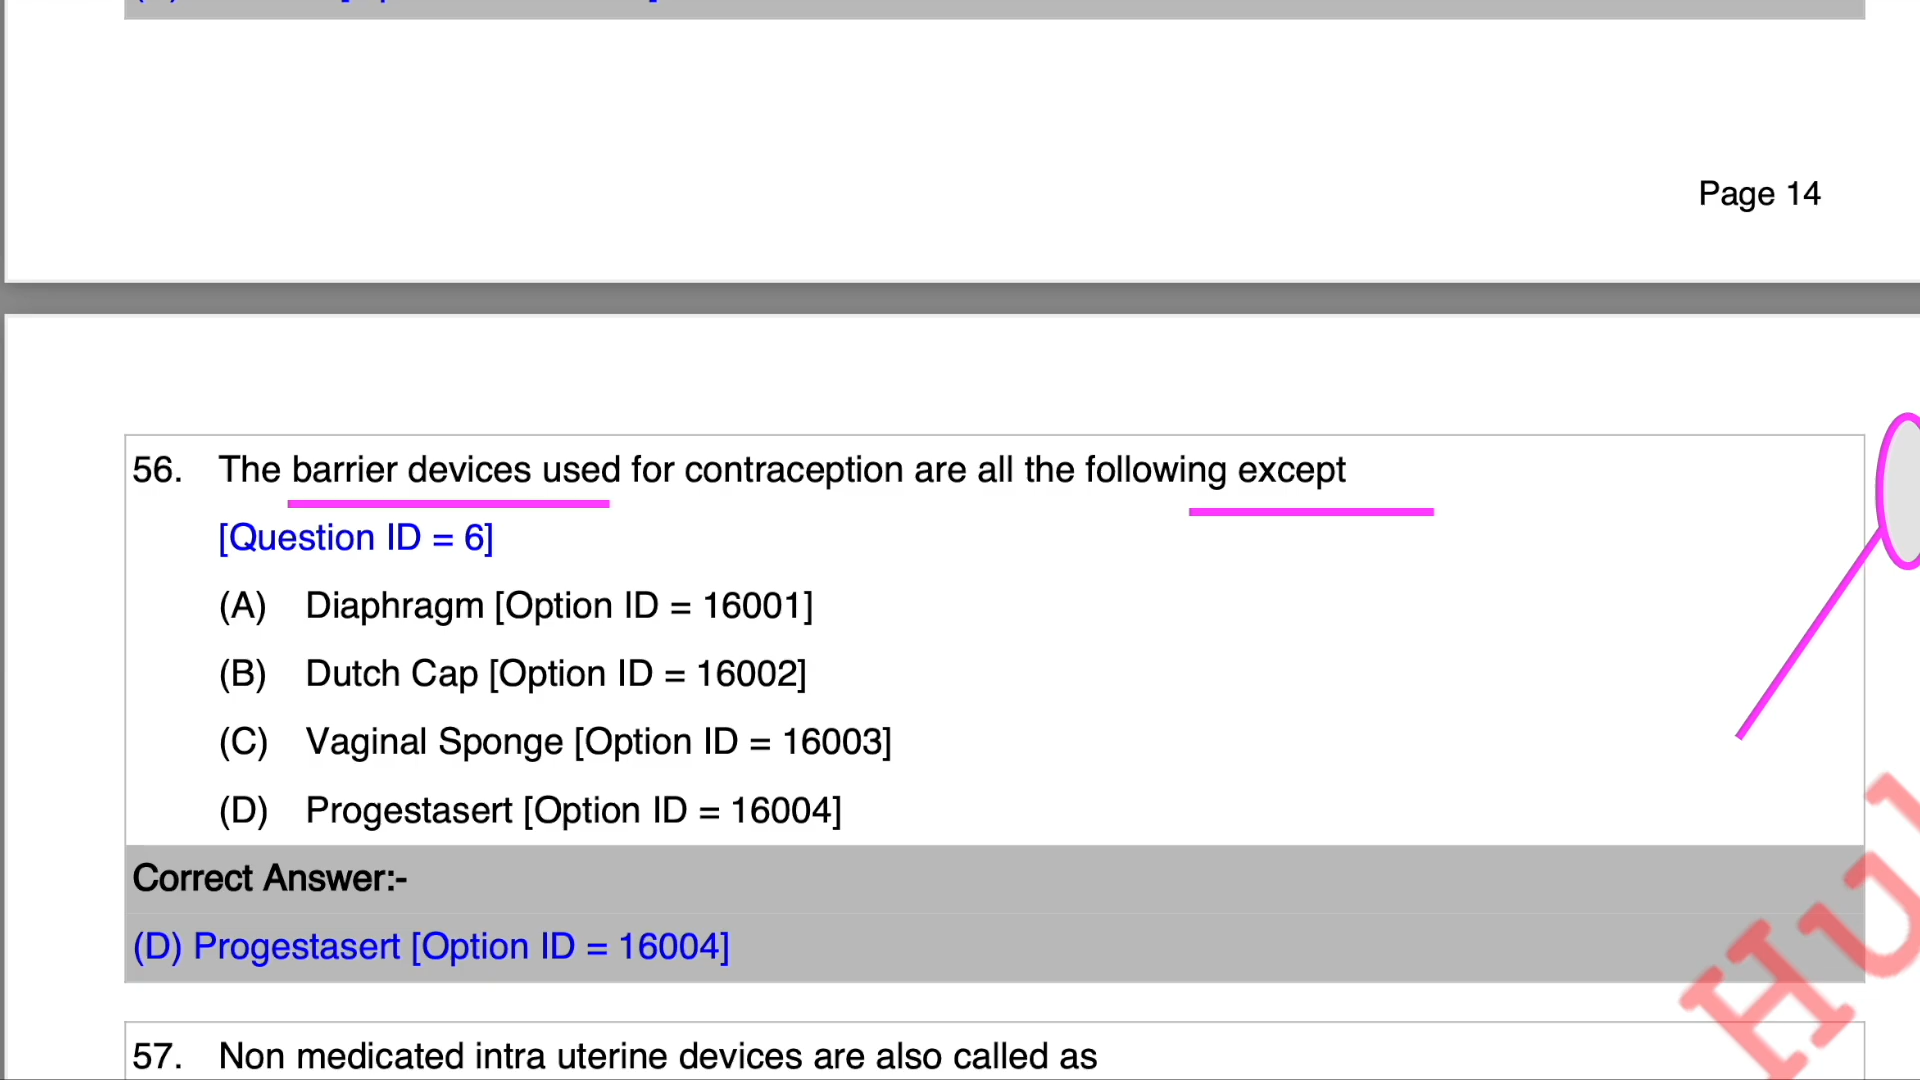 Page 14
56. The barrier devices used for contraception are all the following except
[Question ID = 6]
(A) Diaphragm [Option ID = 16001]
(B) Dutch Cap [Option ID = 16002]
(C) Vaginal Sponge [Option ID = 16003]
(D) Progestasert [Option ID = 16004]
Correct Answer:-
(D) Progestasert [Option ID = 16004]
57. Non medicated intra uterine devices are also called as